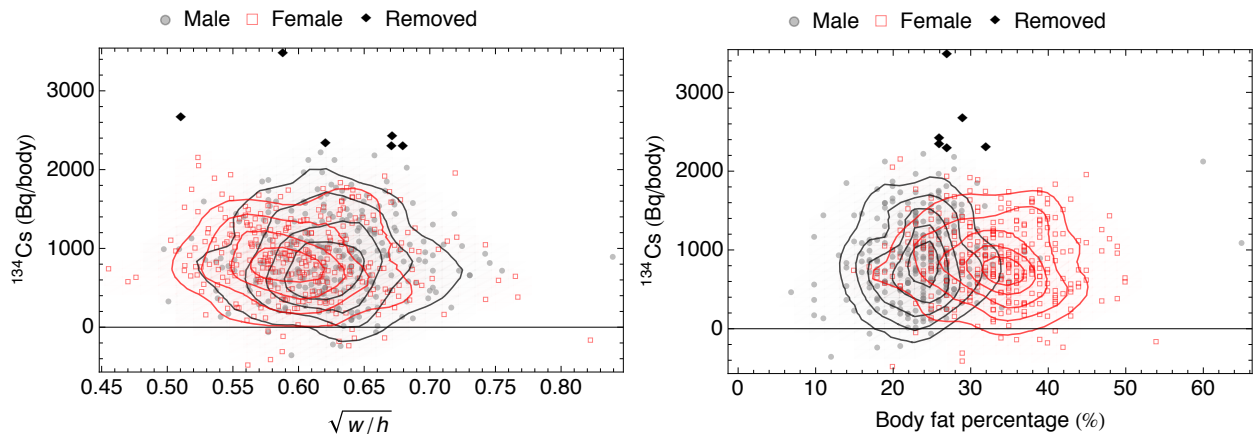 Male Female Removed
3000
2000
1000
0
¹³⁴Cs (Bq/body)
0.45 0.50 0.55 0.60 0.65 0.70 0.75 0.80
√w/h
Male Female Removed
3000
2000
1000
0
¹³⁴Cs (Bq/body)
0 10 20 30 40 50 60
Body fat percentage (%)